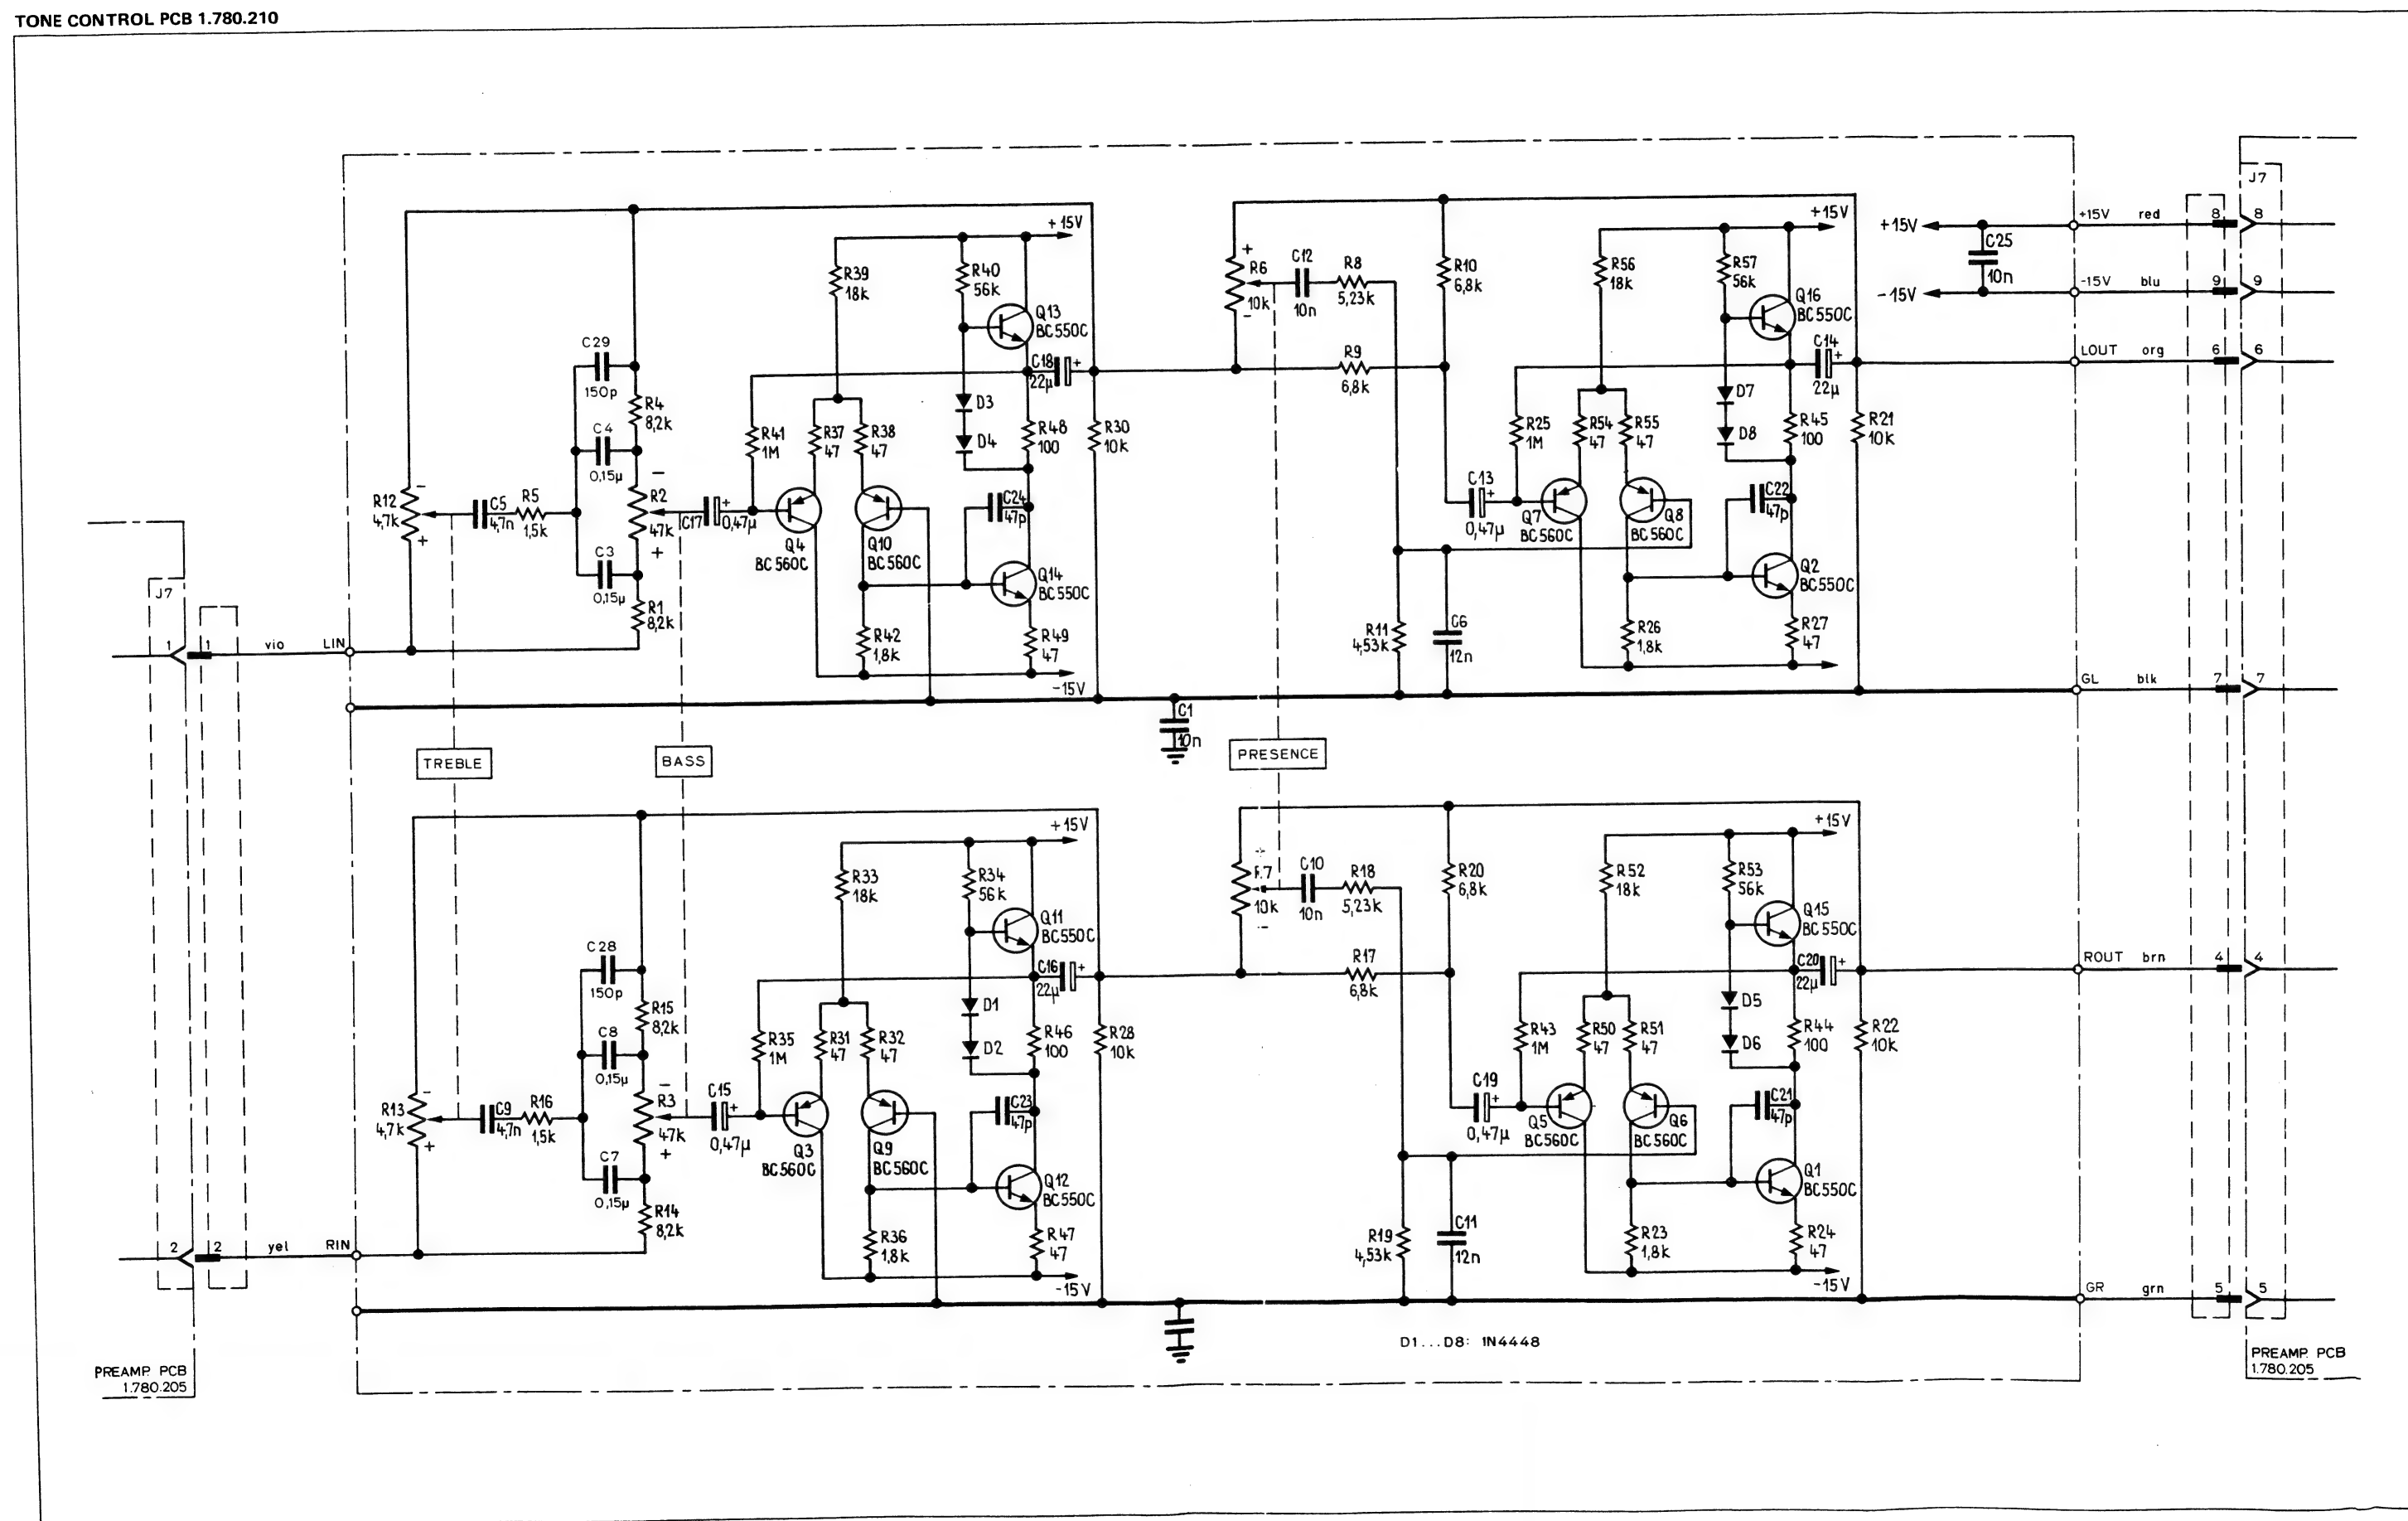 TONE CONTROL PCB 1.780.210
J7
+15V
+15V
+15V
+15V red 8 8
C25
10n
-15V
-15V blu 9 9
R39
18k
R40
56k
Q13
BC550C
R6
10k
+
-
C12
10n
R8
5,23k
R10
6,8k
R56
18k
R57
56k
Q16
BC550C
C29
150p
C18
22µ
+
R9
6,8k
C14
22µ
+
LOUT org 6 6
R4
8,2k
C4
0,15µ
R41
1M
R37
47
R38
47
D3
D4
R48
100
R30
10k
R25
1M
R54
47
R55
47
D7
D8
R45
100
R21
10k
R12
4,7k
-
+
C5
4,7n
R5
1,5k
R2
47k
-
+
C17
0,47µ
+
C24
47p
C13
0,47µ
+
C22
47p
Q4
BC560C
Q10
BC560C
Q7
BC560C
Q8
BC560C
C3
0,15µ
Q14
BC550C
Q2
BC550C
J7
R1
8,2k
R42
1,8k
R49
47
R11
4,53k
C6
12n
R26
1,8k
R27
47
1 1 vio LIN
-15V
GL blk 7 7
C1
10n
TREBLE
BASS
PRESENCE
+15V
+15V
R33
18k
R34
56k
Q11
BC550C
R7
10k
+
-
C10
10n
R18
5,23k
R20
6,8k
R52
18k
R53
56k
Q15
BC550C
C28
150p
C16
22µ
+
R17
6,8k
C20
22µ
+
ROUT brn 4 4
R15
8,2k
C8
0,15µ
R35
1M
R31
47
R32
47
D1
D2
R46
100
R28
10k
R43
1M
R50
47
R51
47
D5
D6
R44
100
R22
10k
R13
4,7k
-
+
C9
4,7n
R16
1,5k
R3
47k
-
+
C15
0,47µ
+
C23
47p
C19
0,47µ
+
C21
47p
Q3
BC560C
Q9
BC560C
Q5
BC560C
Q6
BC560C
C7
0,15µ
Q12
BC550C
Q1
BC550C
R14
8,2k
R36
1,8k
R47
47
R19
4,53k
C11
12n
R23
1,8k
R24
47
2 2 yel RIN
-15V
-15V
GR grn 5 5
D1...D8: 1N4448
PREAMP. PCB
1.780.205
PREAMP. PCB
1.780.205